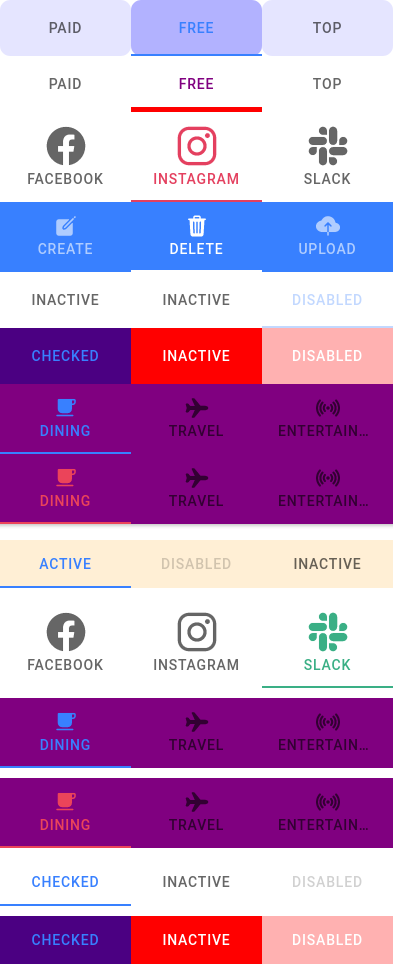 PAID FREE TOP
PAID FREE TOP
FACEBOOK INSTAGRAM SLACK
CREATE DELETE UPLOAD
INACTIVE INACTIVE DISABLED
CHECKED INACTIVE DISABLED
DINING TRAVEL ENTERTAIN...
DINING TRAVEL ENTERTAIN...
ACTIVE DISABLED INACTIVE
FACEBOOK INSTAGRAM SLACK
DINING TRAVEL ENTERTAIN...
DINING TRAVEL ENTERTAIN...
CHECKED INACTIVE DISABLED
CHECKED INACTIVE DISABLED